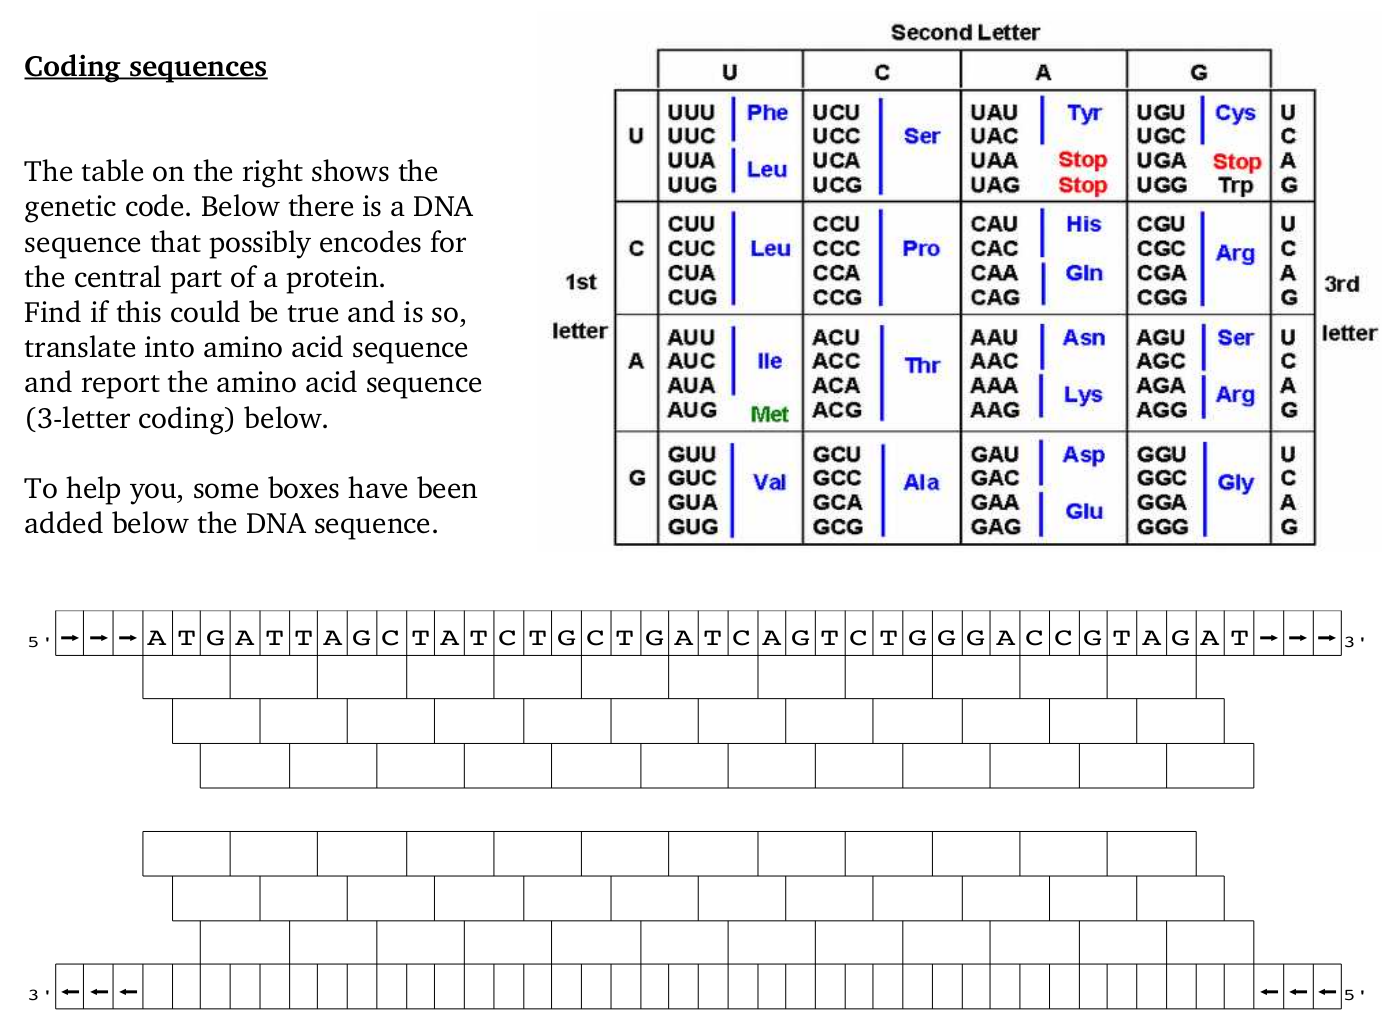 Coding sequences
The table on the right shows the
genetic code. Below there is a DNA
sequence that possibly encodes for
the central part of a protein.
Find if this could be true and is so,
translate into amino acid sequence
and report the amino acid sequence
(3-letter coding) below.
To help you, some boxes have been
added below the DNA sequence.
Second Letter
U C A G
1st
letter
3rd
letter
U
UUU Phe UCU Ser UAU Tyr UGU Cys U
UUC UCC UAC UGC C
UUA Leu UCA UAA Stop UGA Stop A
UUG UCG UAG Stop UGG Trp G
C
CUU Leu CCU Pro CAU His CGU Arg U
CUC CCC CAC CGC C
CUA CCA CAA Gln CGA A
CUG CCG CAG CGG G
A
AUU Ile ACU Thr AAU Asn AGU Ser U
AUC ACC AAC AGC C
AUA ACA AAA Lys AGA Arg A
AUG Met ACG AAG AGG G
G
GUU Val GCU Ala GAU Asp GGU Gly U
GUC GCC GAC GGC C
GUA GCA GAA Glu GGA A
GUG GCG GAG GGG G
5' → → → A T G A T T A G C T A T C T G C T G A T C A G T C T G G G A C C G T A G A T → → → 3'
3' ← ← ← ← ← ← 5'